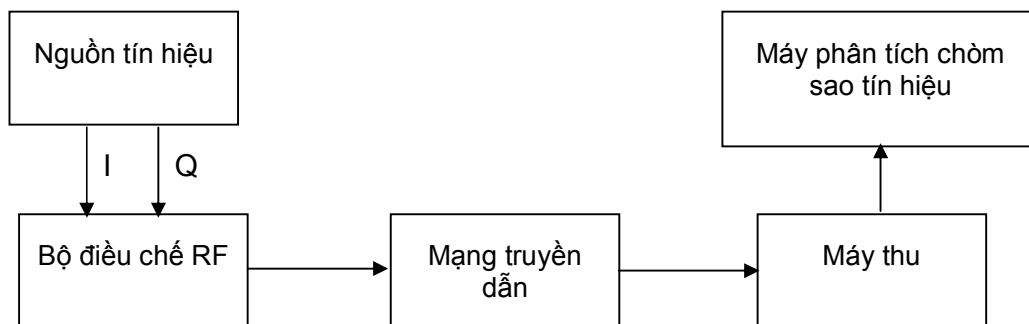 Nguồn tín hiệu
Máy phân tích chòm
sao tín hiệu
I
Q
Bộ điều chế RF
Mạng truyền
dẫn
Máy thu